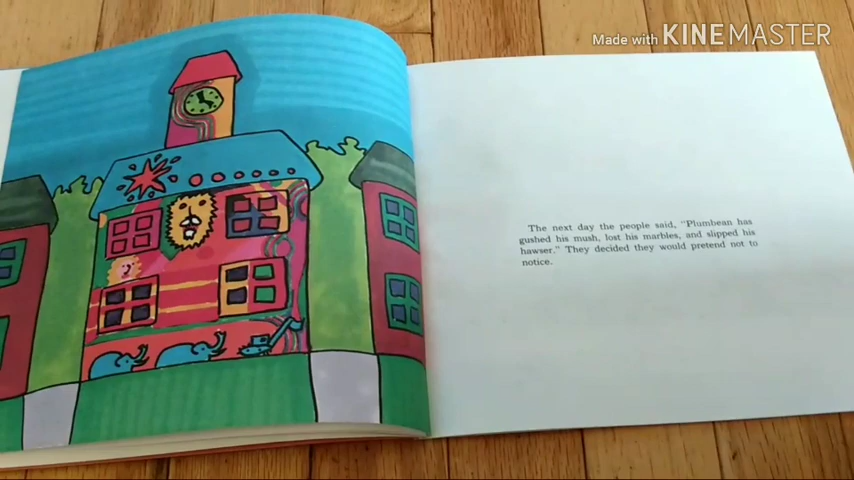 Made with KINEMASTER
The next day the people said, "Plumbean has
gushed his mush, lost his marbles, and slipped his
hawser." They decided they would pretend not to
notice.